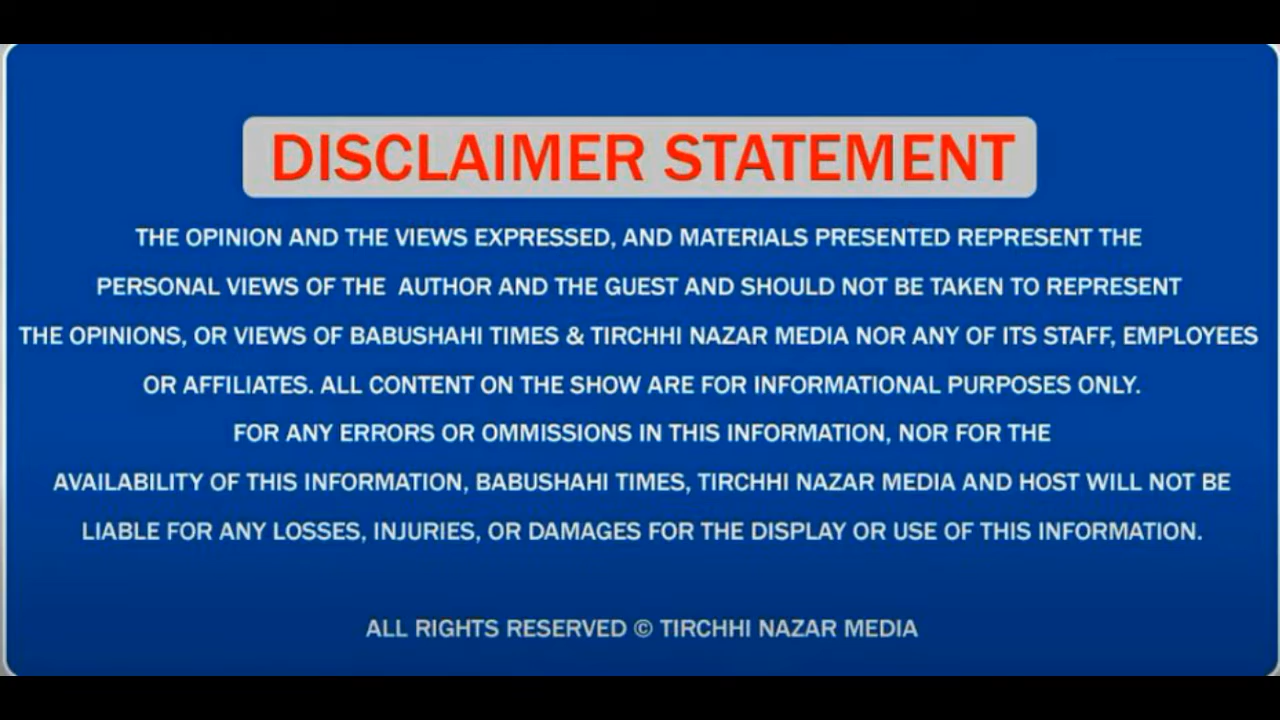 DISCLAIMER STATEMENT
THE OPINION AND THE VIEWS EXPRESSED, AND MATERIALS PRESENTED REPRESENT THE
PERSONAL VIEWS OF THE AUTHOR AND THE GUEST AND SHOULD NOT BE TAKEN TO REPRESENT
THE OPINIONS, OR VIEWS OF BABUSHAHI TIMES & TIRCHHI NAZAR MEDIA NOR ANY OF ITS STAFF, EMPLOYEES
OR AFFILIATES. ALL CONTENT ON THE SHOW ARE FOR INFORMATIONAL PURPOSES ONLY.
FOR ANY ERRORS OR OMMISSIONS IN THIS INFORMATION, NOR FOR THE
AVAILABILITY OF THIS INFORMATION, BABUSHAHI TIMES, TIRCHHI NAZAR MEDIA AND HOST WILL NOT BE
LIABLE FOR ANY LOSSES, INJURIES, OR DAMAGES FOR THE DISPLAY OR USE OF THIS INFORMATION.
ALL RIGHTS RESERVED © TIRCHHI NAZAR MEDIA